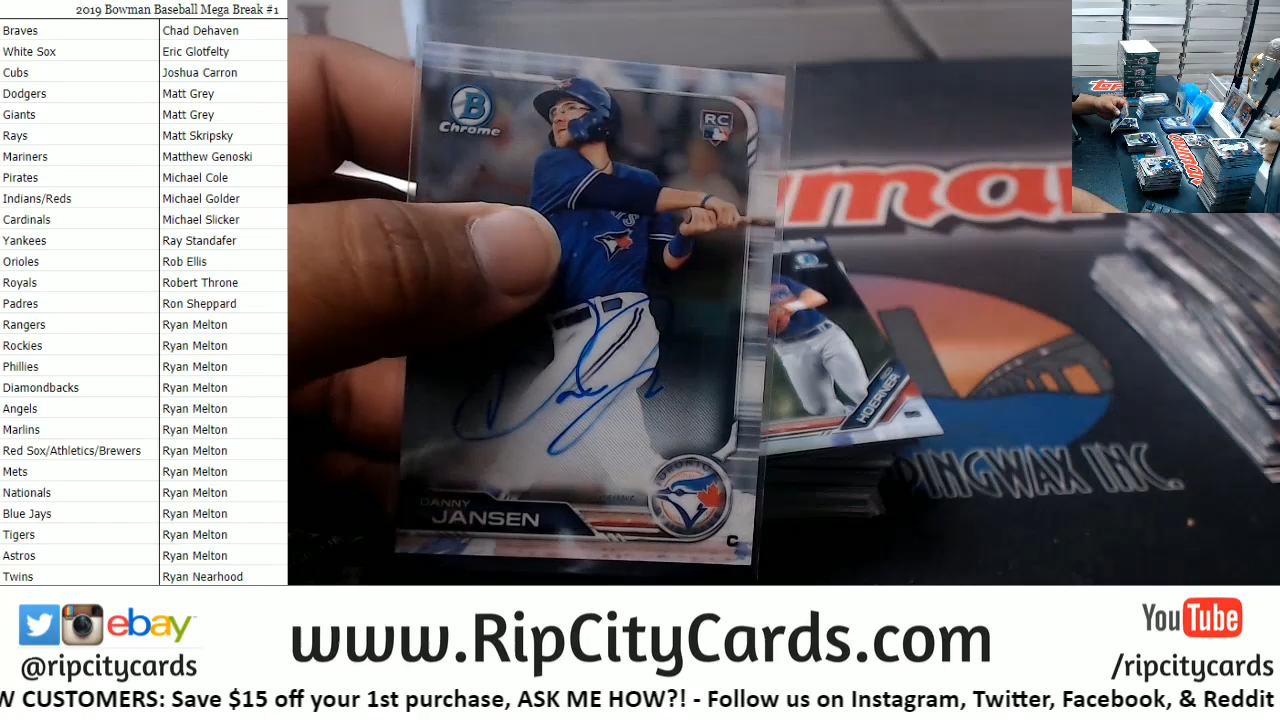 2019 Bowman Baseball Mega Break #1
Braves Chad Dehaven
White Sox Eric Glotfelty
Cubs Joshua Carron
Dodgers Matt Grey
Giants Matt Grey
Rays Matt Skripsky
Mariners Matthew Genoski
Pirates Michael Cole
Indians/Reds Michael Golder
Cardinals Michael Slicker
Yankees Ray Standafer
Orioles Rob Ellis
Royals Robert Throne
Padres Ron Sheppard
Rangers Ryan Melton
Rockies Ryan Melton
Phillies Ryan Melton
Diamondbacks Ryan Melton
Angels Ryan Melton
Marlins Ryan Melton
Red Sox/Athletics/Brewers Ryan Melton
Mets Ryan Melton
Nationals Ryan Melton
Blue Jays Ryan Melton
Tigers Ryan Melton
Astros Ryan Melton
Twins Ryan Nearhood
B
Chrome
RC
DANNY
JANSEN
TORONTO
C
HOERNER
PINGWAX INC.
ebay
@ripcitycards
www.RipCityCards.com
YouTube
/ripcitycards
CUSTOMERS: Save $15 off your 1st purchase, ASK ME HOW?! - Follow us on Instagram, Twitter, Facebook, & Reddit